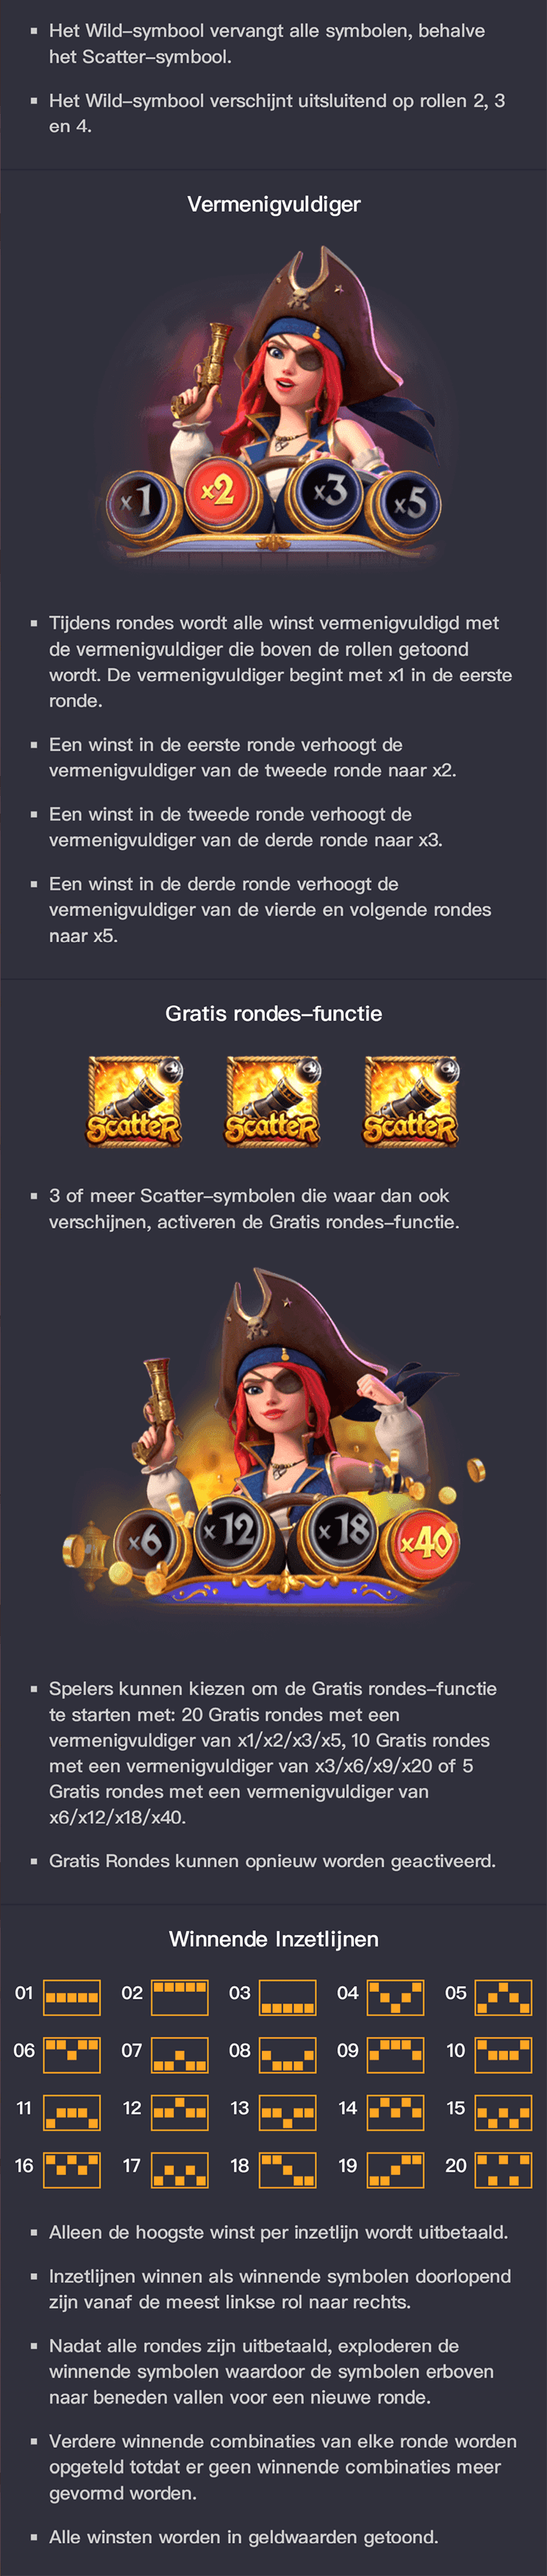 ▪ Het Wild-symbool vervangt alle symbolen, behalve
het Scatter-symbool.
▪ Het Wild-symbool verschijnt uitsluitend op rollen 2, 3
en 4.
Vermenigvuldiger
x1 x2 x3 x5
▪ Tijdens rondes wordt alle winst vermenigvuldigd met
de vermenigvuldiger die boven de rollen getoond
wordt. De vermenigvuldiger begint met x1 in de eerste
ronde.
▪ Een winst in de eerste ronde verhoogt de
vermenigvuldiger van de tweede ronde naar x2.
▪ Een winst in de tweede ronde verhoogt de
vermenigvuldiger van de derde ronde naar x3.
▪ Een winst in de derde ronde verhoogt de
vermenigvuldiger van de vierde en volgende rondes
naar x5.
Gratis rondes-functie
Scatter Scatter Scatter
▪ 3 of meer Scatter-symbolen die waar dan ook
verschijnen, activeren de Gratis rondes-functie.
x6 x12 x18 x40
▪ Spelers kunnen kiezen om de Gratis rondes-functie
te starten met: 20 Gratis rondes met een
vermenigvuldiger van x1/x2/x3/x5, 10 Gratis rondes
met een vermenigvuldiger van x3/x6/x9/x20 of 5
Gratis rondes met een vermenigvuldiger van
x6/x12/x18/x40.
▪ Gratis Rondes kunnen opnieuw worden geactiveerd.
Winnende Inzetlijnen
01 02 03 04 05
06 07 08 09 10
11 12 13 14 15
16 17 18 19 20
▪ Alleen de hoogste winst per inzetlijn wordt uitbetaald.
▪ Inzetlijnen winnen als winnende symbolen doorlopend
zijn vanaf de meest linkse rol naar rechts.
▪ Nadat alle rondes zijn uitbetaald, exploderen de
winnende symbolen waardoor de symbolen erboven
naar beneden vallen voor een nieuwe ronde.
▪ Verdere winnende combinaties van elke ronde worden
opgeteld totdat er geen winnende combinaties meer
gevormd worden.
▪ Alle winsten worden in geldwaarden getoond.